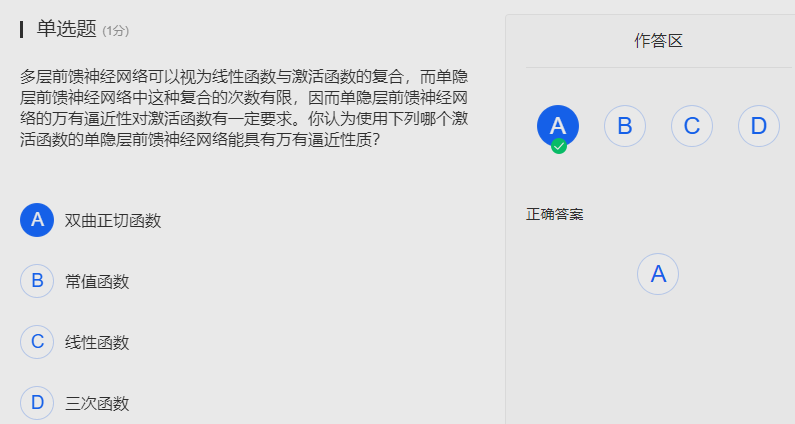 单选题 (1分)
多层前馈神经网络可以视为线性函数与激活函数的复合，而单隐
层前馈神经网络中这种复合的次数有限，因而单隐层前馈神经网
络的万有逼近性对激活函数有一定要求。你认为使用下列哪个激
活函数的单隐层前馈神经网络能具有万有逼近性质？
A 双曲正切函数
B 常值函数
C 线性函数
D 三次函数
作答区
A B C D
正确答案
A